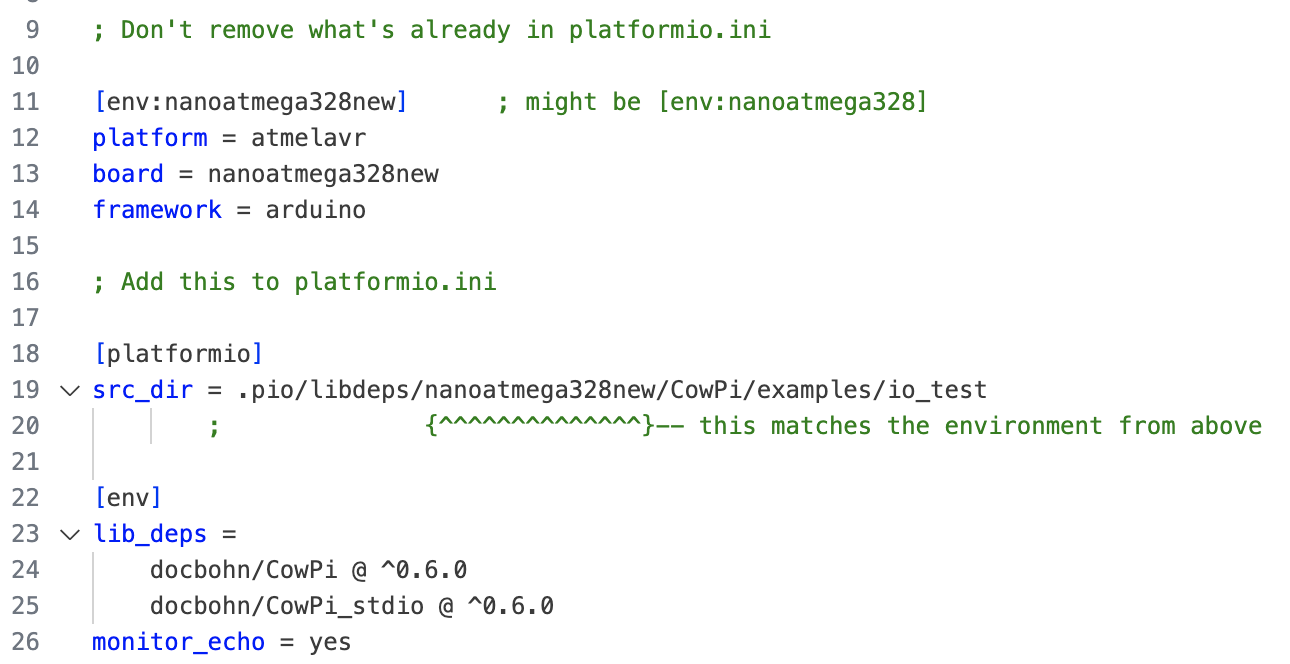 9 ; Don't remove what's already in platformio.ini
10
11 [env:nanoatmega328new] ; might be [env:nanoatmega328]
12 platform = atmelavr
13 board = nanoatmega328new
14 framework = arduino
15
16 ; Add this to platformio.ini
17
18 [platformio]
19 src_dir = .pio/libdeps/nanoatmega328new/CowPi/examples/io_test
20 ; {^^^^^^^^^^^^^^}-- this matches the environment from above
21
22 [env]
23 lib_deps =
24 docbohn/CowPi @ ^0.6.0
25 docbohn/CowPi_stdio @ ^0.6.0
26 monitor_echo = yes